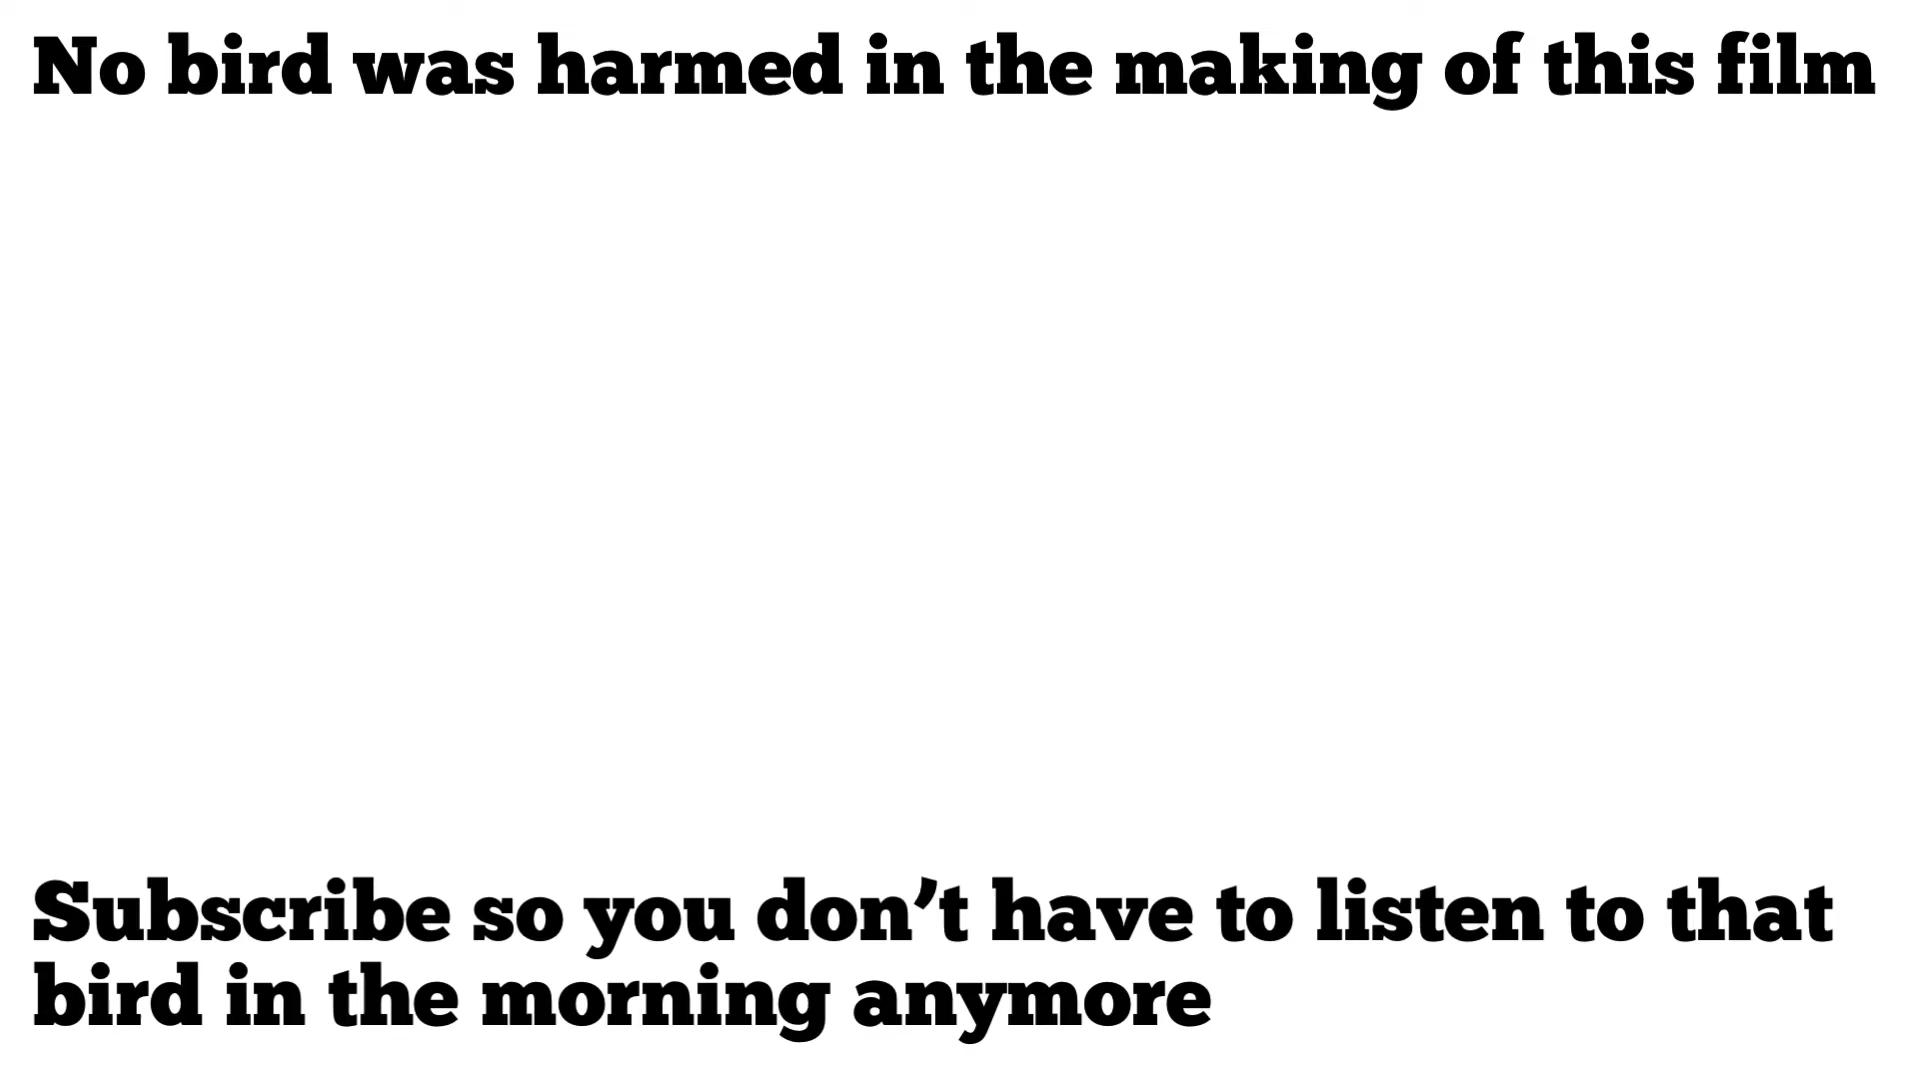 No bird was harmed in the making of this film
Subscribe so you don’t have to listen to that
bird in the morning anymore